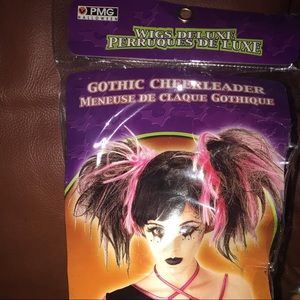 PMG
HALLOWEEN
WIGS DELUXE
PERRUQUES DE LUXE
GOTHIC CHEERLEADER
MENEUSE DE CLAQUE GOTHIQUE